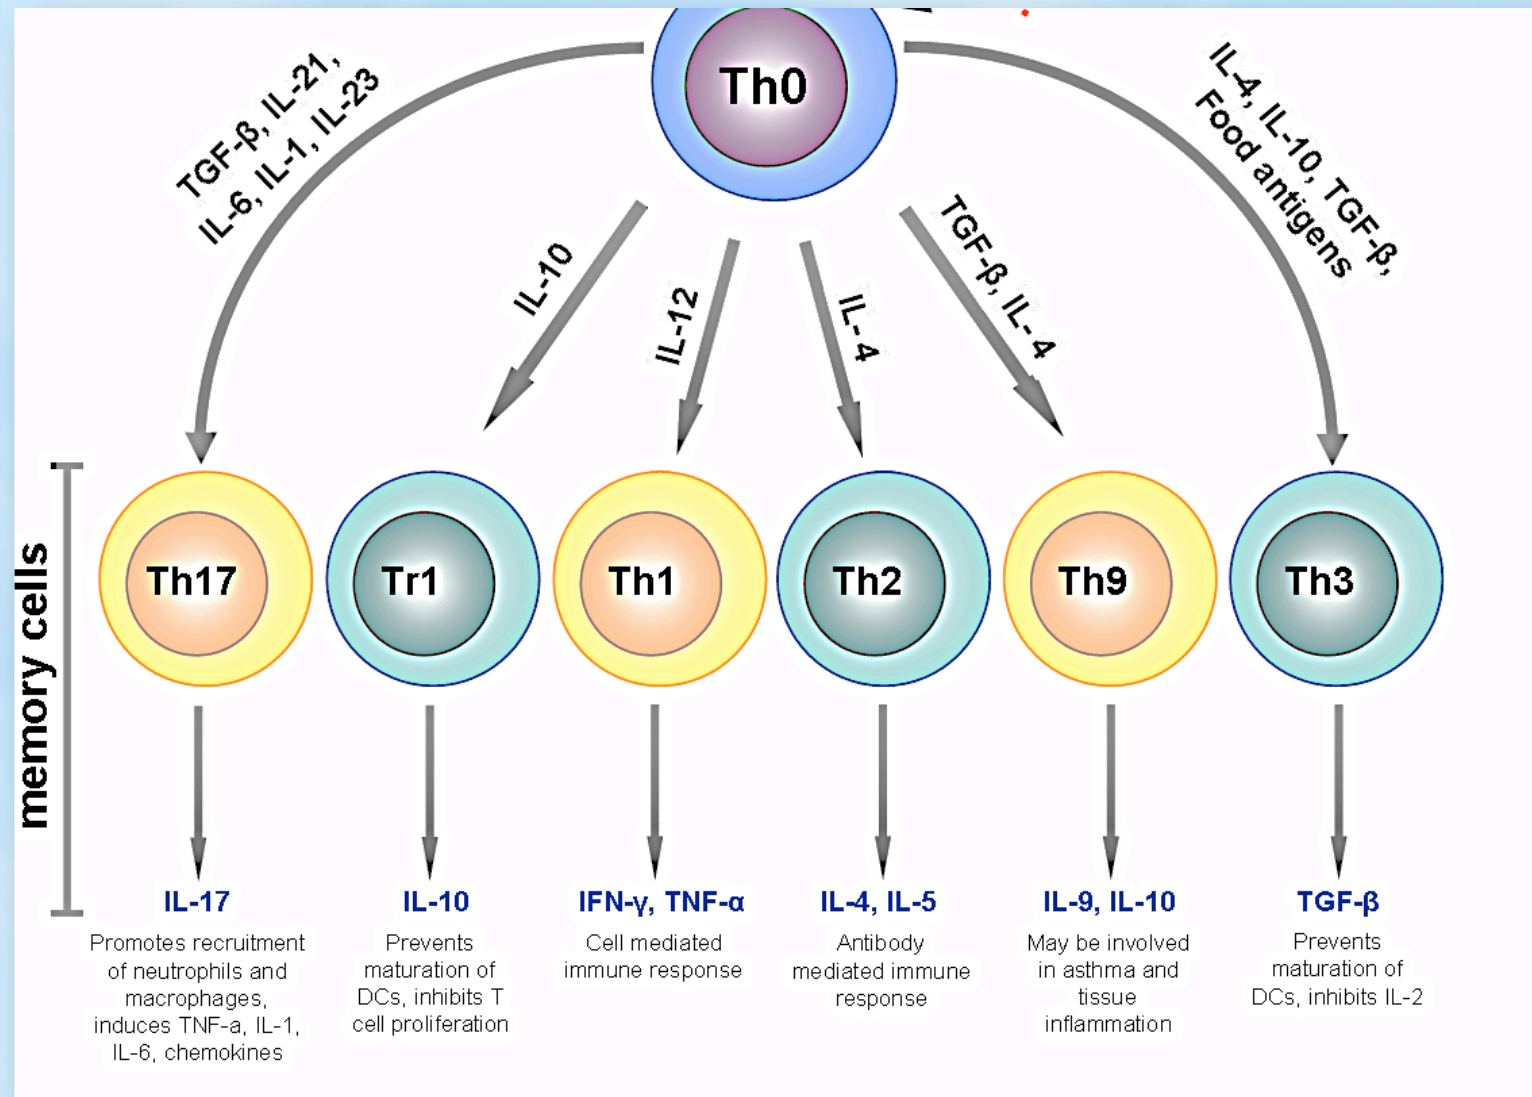 Th0
TGF-β, IL-21,
IL-6, IL-1, IL-23
IL-10
IL-12
IL- 4
TGF-β, IL- 4
IL-4, IL-10, TGF-β,
Food antigens
memory cells
Th17
Tr1
Th1
Th2
Th9
Th3
IL-17
Promotes recruitment
of neutrophils and
macrophages,
induces TNF-a, IL-1,
IL-6, chemokines
IL-10
Prevents
maturation of
DCs, inhibits T
cell proliferation
IFN-γ, TNF-α
Cell mediated
immune response
IL-4, IL-5
Antibody
mediated immune
response
IL-9, IL-10
May be involved
in asthma and
tissue
inflammation
TGF-β
Prevents
maturation of
DCs, inhibits IL-2